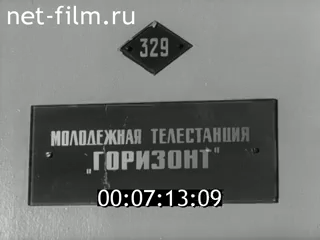 net-film.ru
329
МОЛОДЕЖНАЯ ТЕЛЕСТАНЦИЯ
„ГОРИЗОНТ"
00:07:13:09